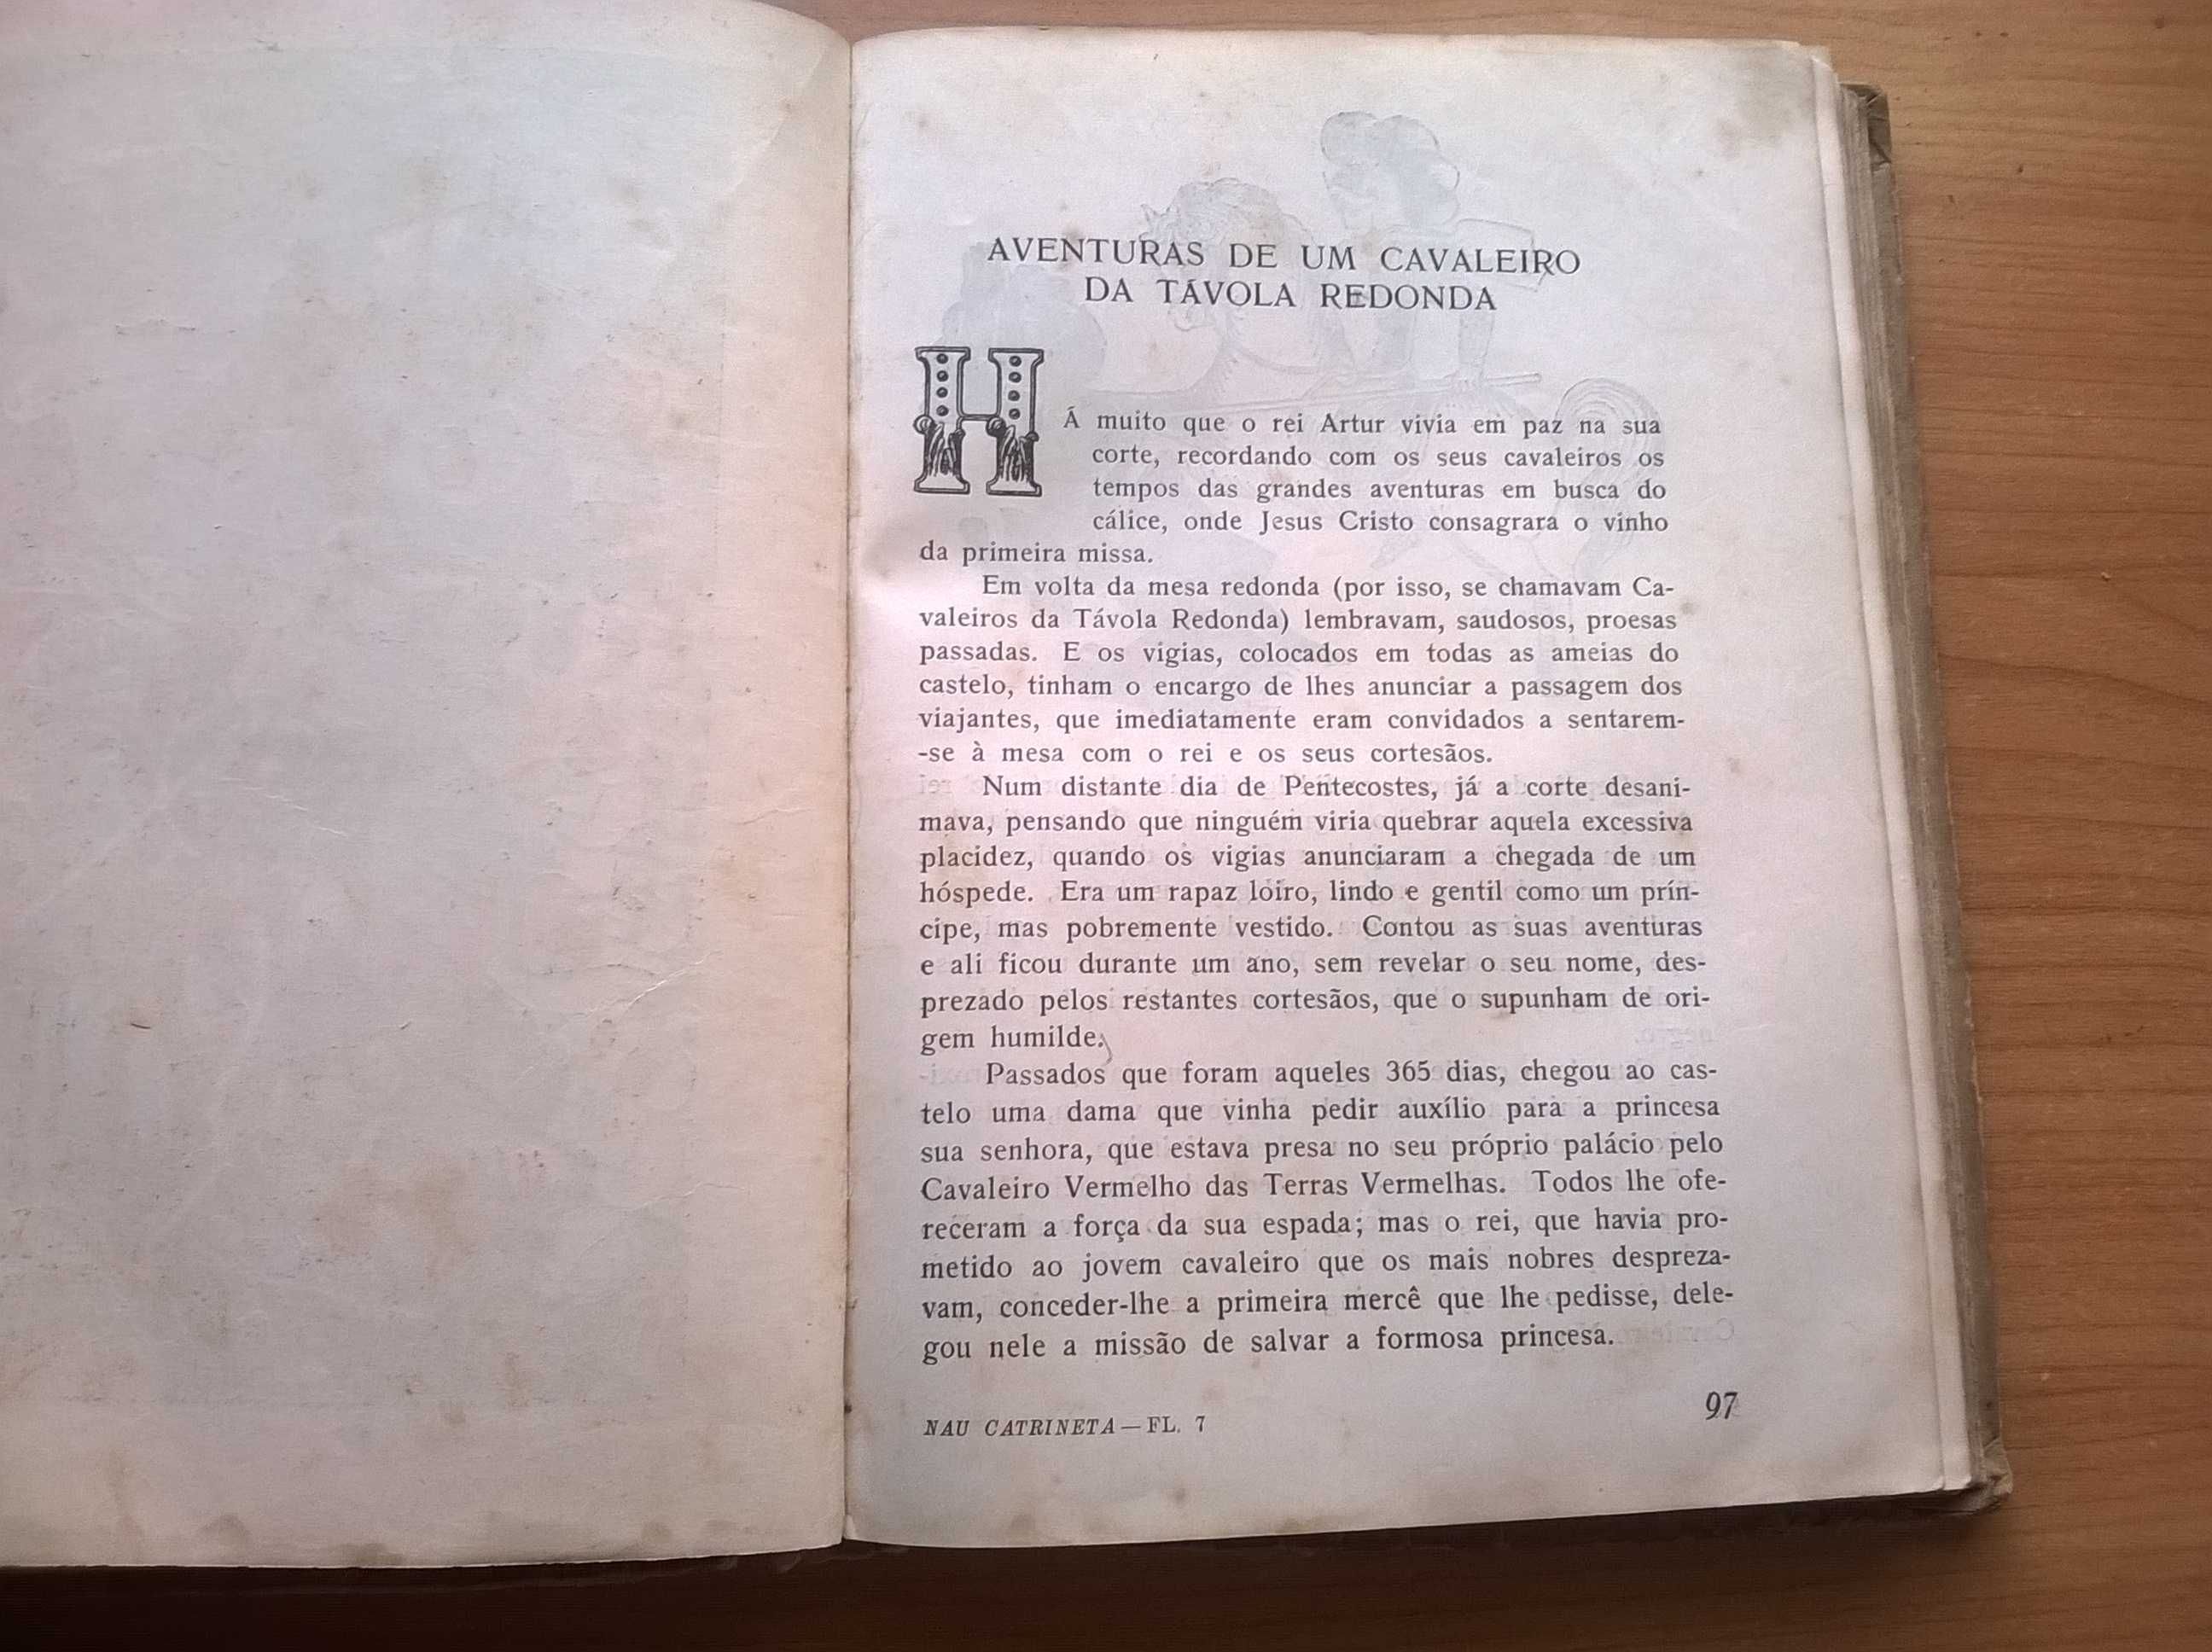 AVENTURAS DE UM CAVALEIRO
DA TÁVOLA REDONDA
HÁ muito que o rei Artur vivia em paz na sua
corte, recordando com os seus cavaleiros os
tempos das grandes aventuras em busca do
cálice, onde Jesus Cristo consagrara o vinho
da primeira missa.
Em volta da mesa redonda (por isso, se chamavam Ca-
valeiros da Távola Redonda) lembravam, saudosos, proesas
passadas. E os vigias, colocados em todas as ameias do
castelo, tinham o encargo de lhes anunciar a passagem dos
viajantes, que imediatamente eram convidados a sentarem-
-se à mesa com o rei e os seus cortesãos.
Num distante dia de Pentecostes, já a corte desani-
mava, pensando que ninguém viria quebrar aquela excessiva
placidez, quando os vigias anunciaram a chegada de um
hóspede. Era um rapaz loiro, lindo e gentil como um prín-
cipe, mas pobremente vestido. Contou as suas aventuras
e ali ficou durante um ano, sem revelar o seu nome, des-
prezado pelos restantes cortesãos, que o supunham de ori-
gem humilde.
Passados que foram aqueles 365 dias, chegou ao cas-
telo uma dama que vinha pedir auxílio para a princesa
sua senhora, que estava presa no seu próprio palácio pelo
Cavaleiro Vermelho das Terras Vermelhas. Todos lhe ofe-
receram a força da sua espada; mas o rei, que havia pro-
metido ao jovem cavaleiro que os mais nobres despreza-
vam, conceder-lhe a primeira mercê que lhe pedisse, dele-
gou nele a missão de salvar a formosa princesa.
NAU CATRINETA — FL. 7
97